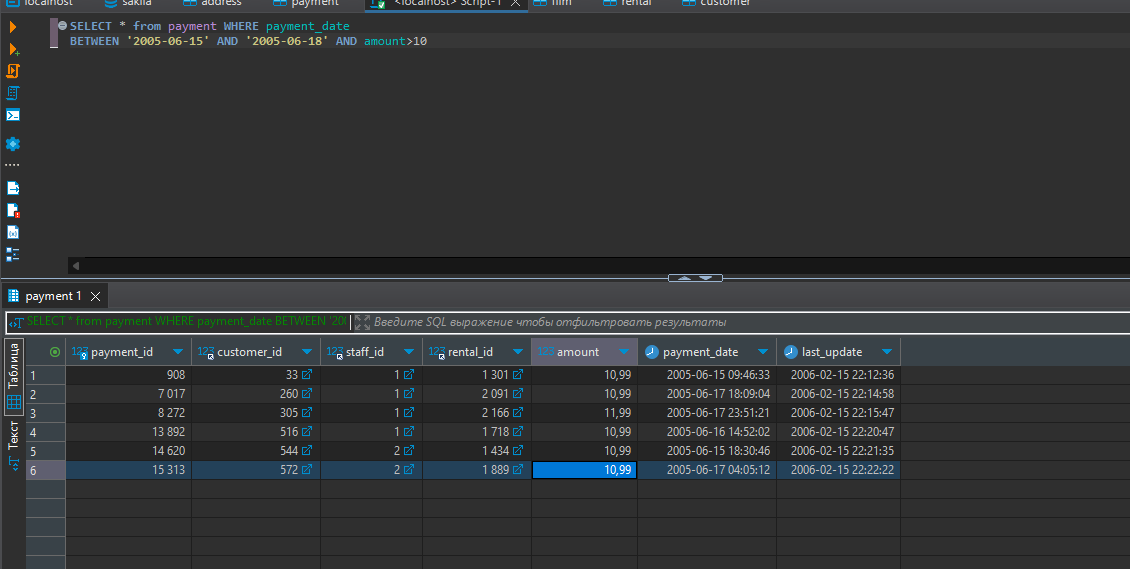 localhost sakila address payment <localhost> Script-1 film rental customer
SELECT * from payment WHERE payment_date
BETWEEN '2005-06-15' AND '2005-06-18' AND amount>10
payment 1
SELECT * from payment WHERE payment_date BETWEEN '200 Введите SQL выражение чтобы отфильтровать результаты
Таблица
Текст
123 payment_id 123 customer_id 123 staff_id 123 rental_id 123 amount payment_date last_update
1 908 33 1 1 301 10,99 2005-06-15 09:46:33 2006-02-15 22:12:36
2 7 017 260 1 2 091 10,99 2005-06-17 18:09:04 2006-02-15 22:14:58
3 8 272 305 1 2 166 11,99 2005-06-17 23:51:21 2006-02-15 22:15:47
4 13 892 516 1 1 718 10,99 2005-06-16 14:52:02 2006-02-15 22:20:47
5 14 620 544 2 1 434 10,99 2005-06-15 18:30:46 2006-02-15 22:21:35
6 15 313 572 2 1 889 10,99 2005-06-17 04:05:12 2006-02-15 22:22:22